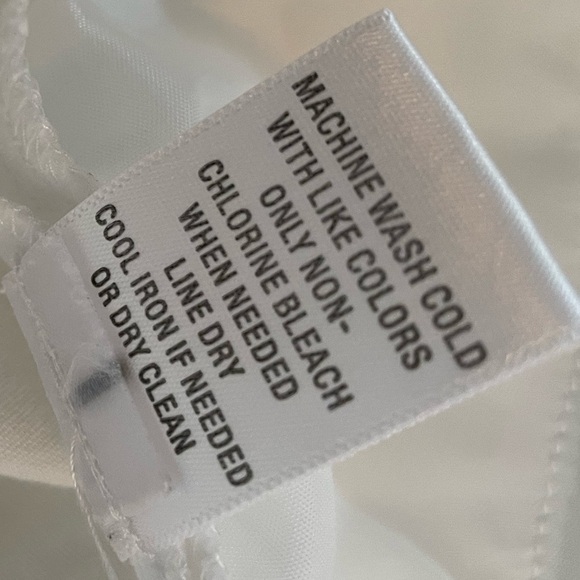 MACHINE WASH COLD
WITH LIKE COLORS
ONLY NON-
CHLORINE BLEACH
WHEN NEEDED
LINE DRY
COOL IRON IF NEEDED
OR DRY CLEAN